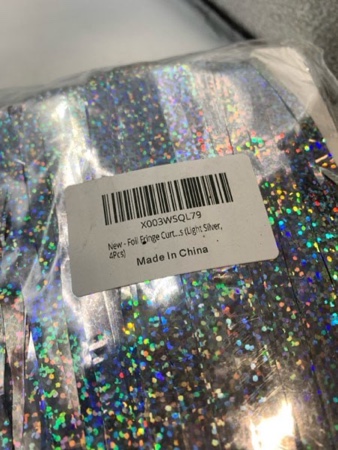 X003WSQL79
New - Foil Fringe Curt...s (Light Silver,
4Pcs)
Made In China